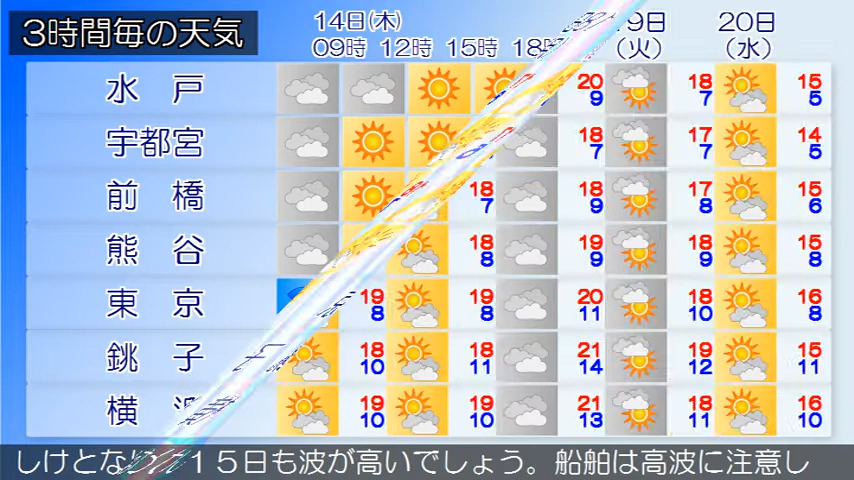 3時間毎の天気
14日(木) 19日 20日
09時 12時 15時 18時 (火) (水)
水戸 20 9 18 7 15 5
宇都宮 18 7 17 7 14 5
前橋 18 7 18 9 17 8 15 6
熊谷 18 8 19 9 18 9 15 8
東京 19 8 19 8 20 11 18 10 16 8
銚子 18 10 18 11 21 14 19 12 15 11
横 19 10 19 10 21 13 18 11 16 10
しけとな 15日も波が高いでしょう。船舶は高波に注意し